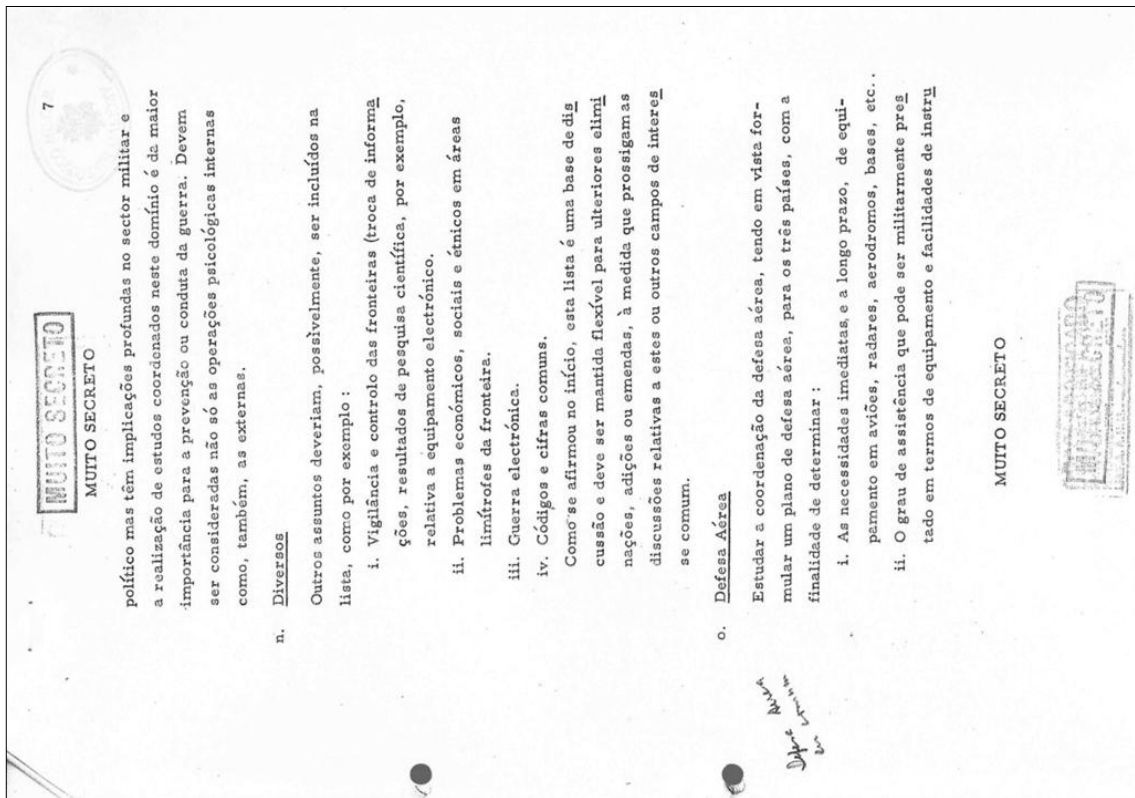 7
MUITO SECRETO
MUITO SECRETO
político mas têm implicações profundas no sector militar e
a realização de estudos coordenados neste domínio é da maior
importância para a prevenção ou conduta da guerra. Devem
ser consideradas não só as operações psicológicas internas
como, também, as externas.
n. Diversos
Outros assuntos deveriam, possìvelmente, ser incluídos na
lista, como por exemplo :
i. Vigilância e controlo das fronteiras (troca de informa
ções, resultados de pesquisa científica, por exemplo,
relativa a equipamento electrónico.
ii. Problemas económicos, sociais e étnicos em áreas
limítrofes da fronteira.
iii. Guerra electrónica.
iv. Códigos e cifras comuns.
Como se afirmou no início, esta lista é uma base de dis
cussão e deve ser mantida flexível para ulteriores elimi
nações, adições ou emendas, à medida que prossigam as
discussões relativas a estes ou outros campos de interes
se comum.
o. Defesa Aérea
Estudar a coordenação da defesa aérea, tendo em vista for-
mular um plano de defesa aérea, para os três países, com a
finalidade de determinar :
i. As necessidades imediatas, e a longo prazo, de equi-
pamento em aviões, radares, aerodromos, bases, etc..
ii. O grau de assistência que pode ser militarmente pres
tado em termos de equipamento e facilidades de instru
Defesa Aerea
em comum
MUITO SECRETO
MUITO SECRETO